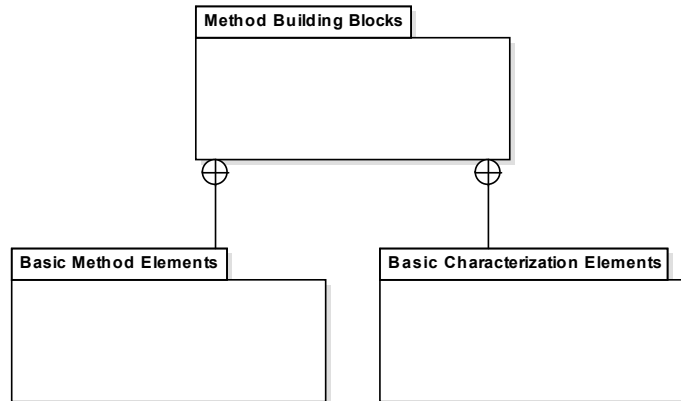 Method Building Blocks
Basic Method Elements
Basic Characterization Elements